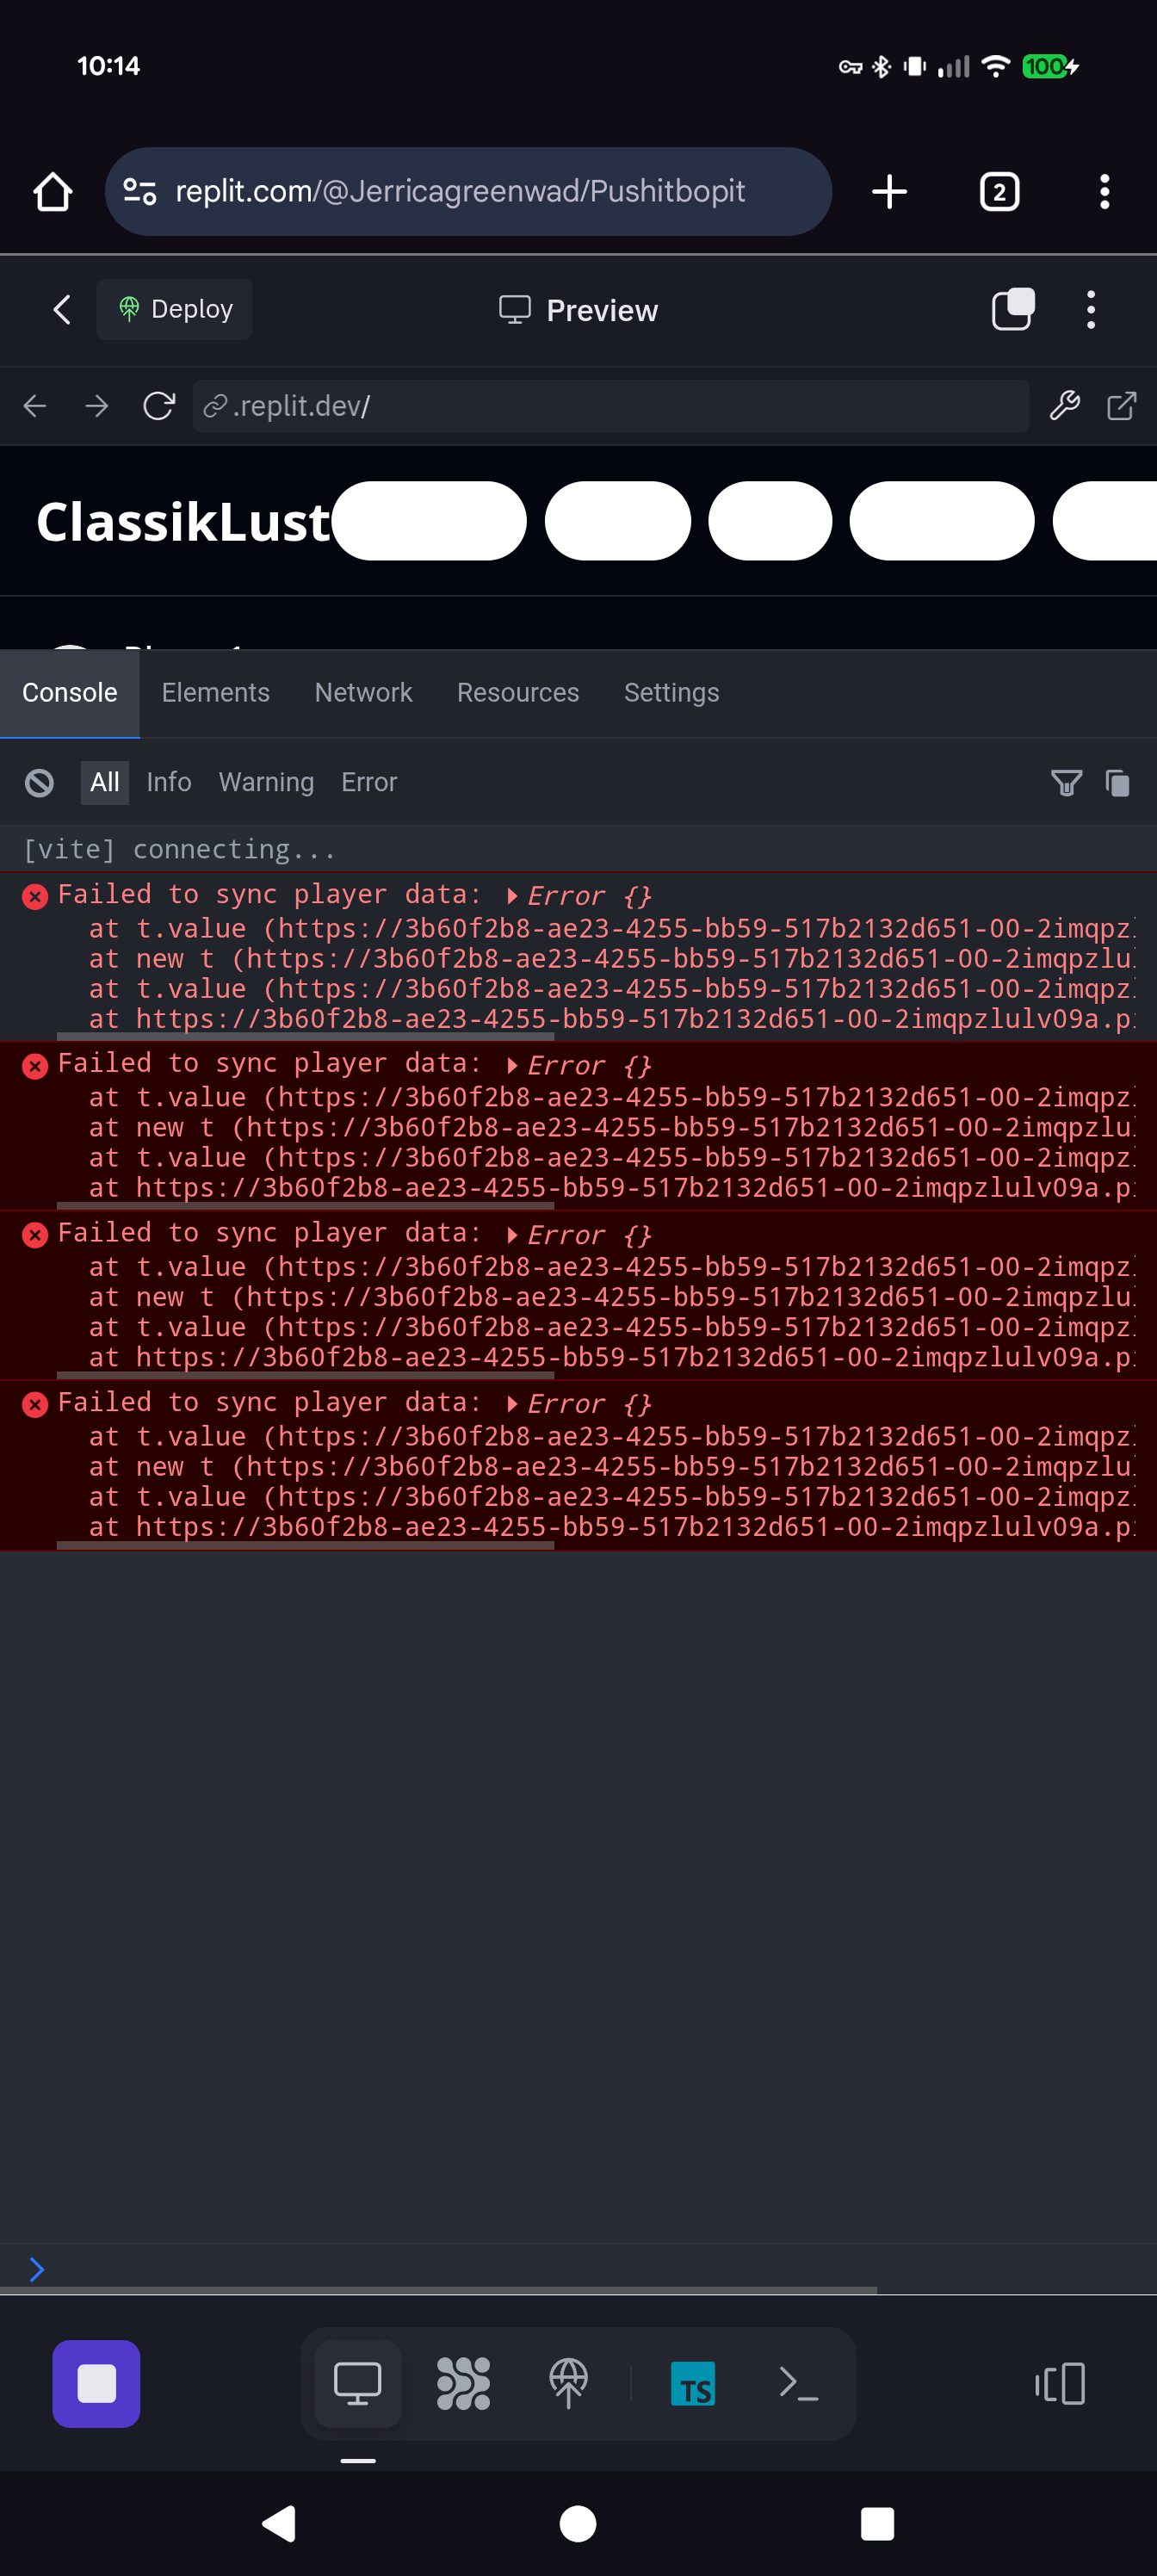 10:14
100
replit.com/@Jerricagreenwad/Pushitbopit
2
Deploy
Preview
.replit.dev/
ClassikLust
Console Elements Network Resources Settings
All Info Warning Error
[vite] connecting...
Failed to sync player data: ▶ Error {}
at t.value (https://3b60f2b8-ae23-4255-bb59-517b2132d651-00-2imqpz
at new t (https://3b60f2b8-ae23-4255-bb59-517b2132d651-00-2imqpzlu
at t.value (https://3b60f2b8-ae23-4255-bb59-517b2132d651-00-2imqpz
at https://3b60f2b8-ae23-4255-bb59-517b2132d651-00-2imqpzlulv09a.p
Failed to sync player data: ▶ Error {}
at t.value (https://3b60f2b8-ae23-4255-bb59-517b2132d651-00-2imqpz
at new t (https://3b60f2b8-ae23-4255-bb59-517b2132d651-00-2imqpzlu
at t.value (https://3b60f2b8-ae23-4255-bb59-517b2132d651-00-2imqpz
at https://3b60f2b8-ae23-4255-bb59-517b2132d651-00-2imqpzlulv09a.p
Failed to sync player data: ▶ Error {}
at t.value (https://3b60f2b8-ae23-4255-bb59-517b2132d651-00-2imqpz
at new t (https://3b60f2b8-ae23-4255-bb59-517b2132d651-00-2imqpzlu
at t.value (https://3b60f2b8-ae23-4255-bb59-517b2132d651-00-2imqpz
at https://3b60f2b8-ae23-4255-bb59-517b2132d651-00-2imqpzlulv09a.p
Failed to sync player data: ▶ Error {}
at t.value (https://3b60f2b8-ae23-4255-bb59-517b2132d651-00-2imqpz
at new t (https://3b60f2b8-ae23-4255-bb59-517b2132d651-00-2imqpzlu
at t.value (https://3b60f2b8-ae23-4255-bb59-517b2132d651-00-2imqpz
at https://3b60f2b8-ae23-4255-bb59-517b2132d651-00-2imqpzlulv09a.p
TS